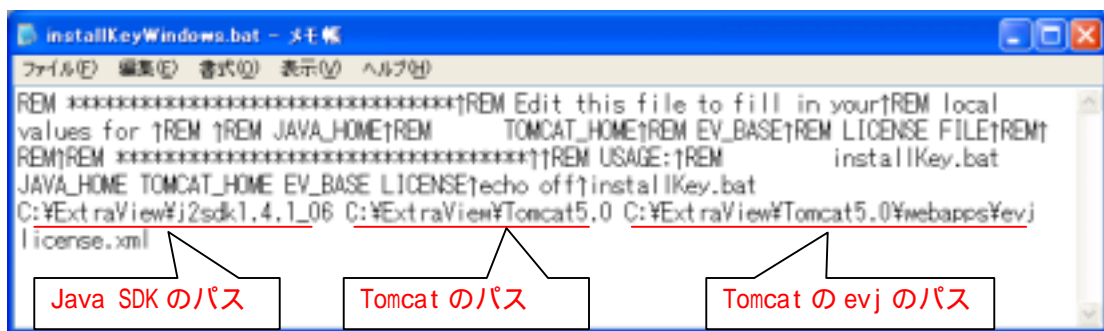 installKeyWindows.bat - メモ帳
ファイル(F) 編集(E) 書式(O) 表示(V) ヘルプ(H)
REM *********************************↑REM Edit this file to fill in your↑REM local
values for ↑REM ↑REM JAVA_HOME↑REM TOMCAT_HOME↑REM EV_BASE↑REM LICENSE FILE↑REM↑
REM↑REM ***********************************↑↑REM USAGE:↑REM installKey.bat
JAVA_HOME TOMCAT_HOME EV_BASE LICENSE↑echo off↑installKey.bat
C:¥ExtraView¥j2sdk1.4.1_06 C:¥ExtraView¥Tomcat5.0 C:¥ExtraView¥Tomcat5.0¥webapps¥evj
license.xml
Java SDK のパス
Tomcat のパス
Tomcat の evj のパス